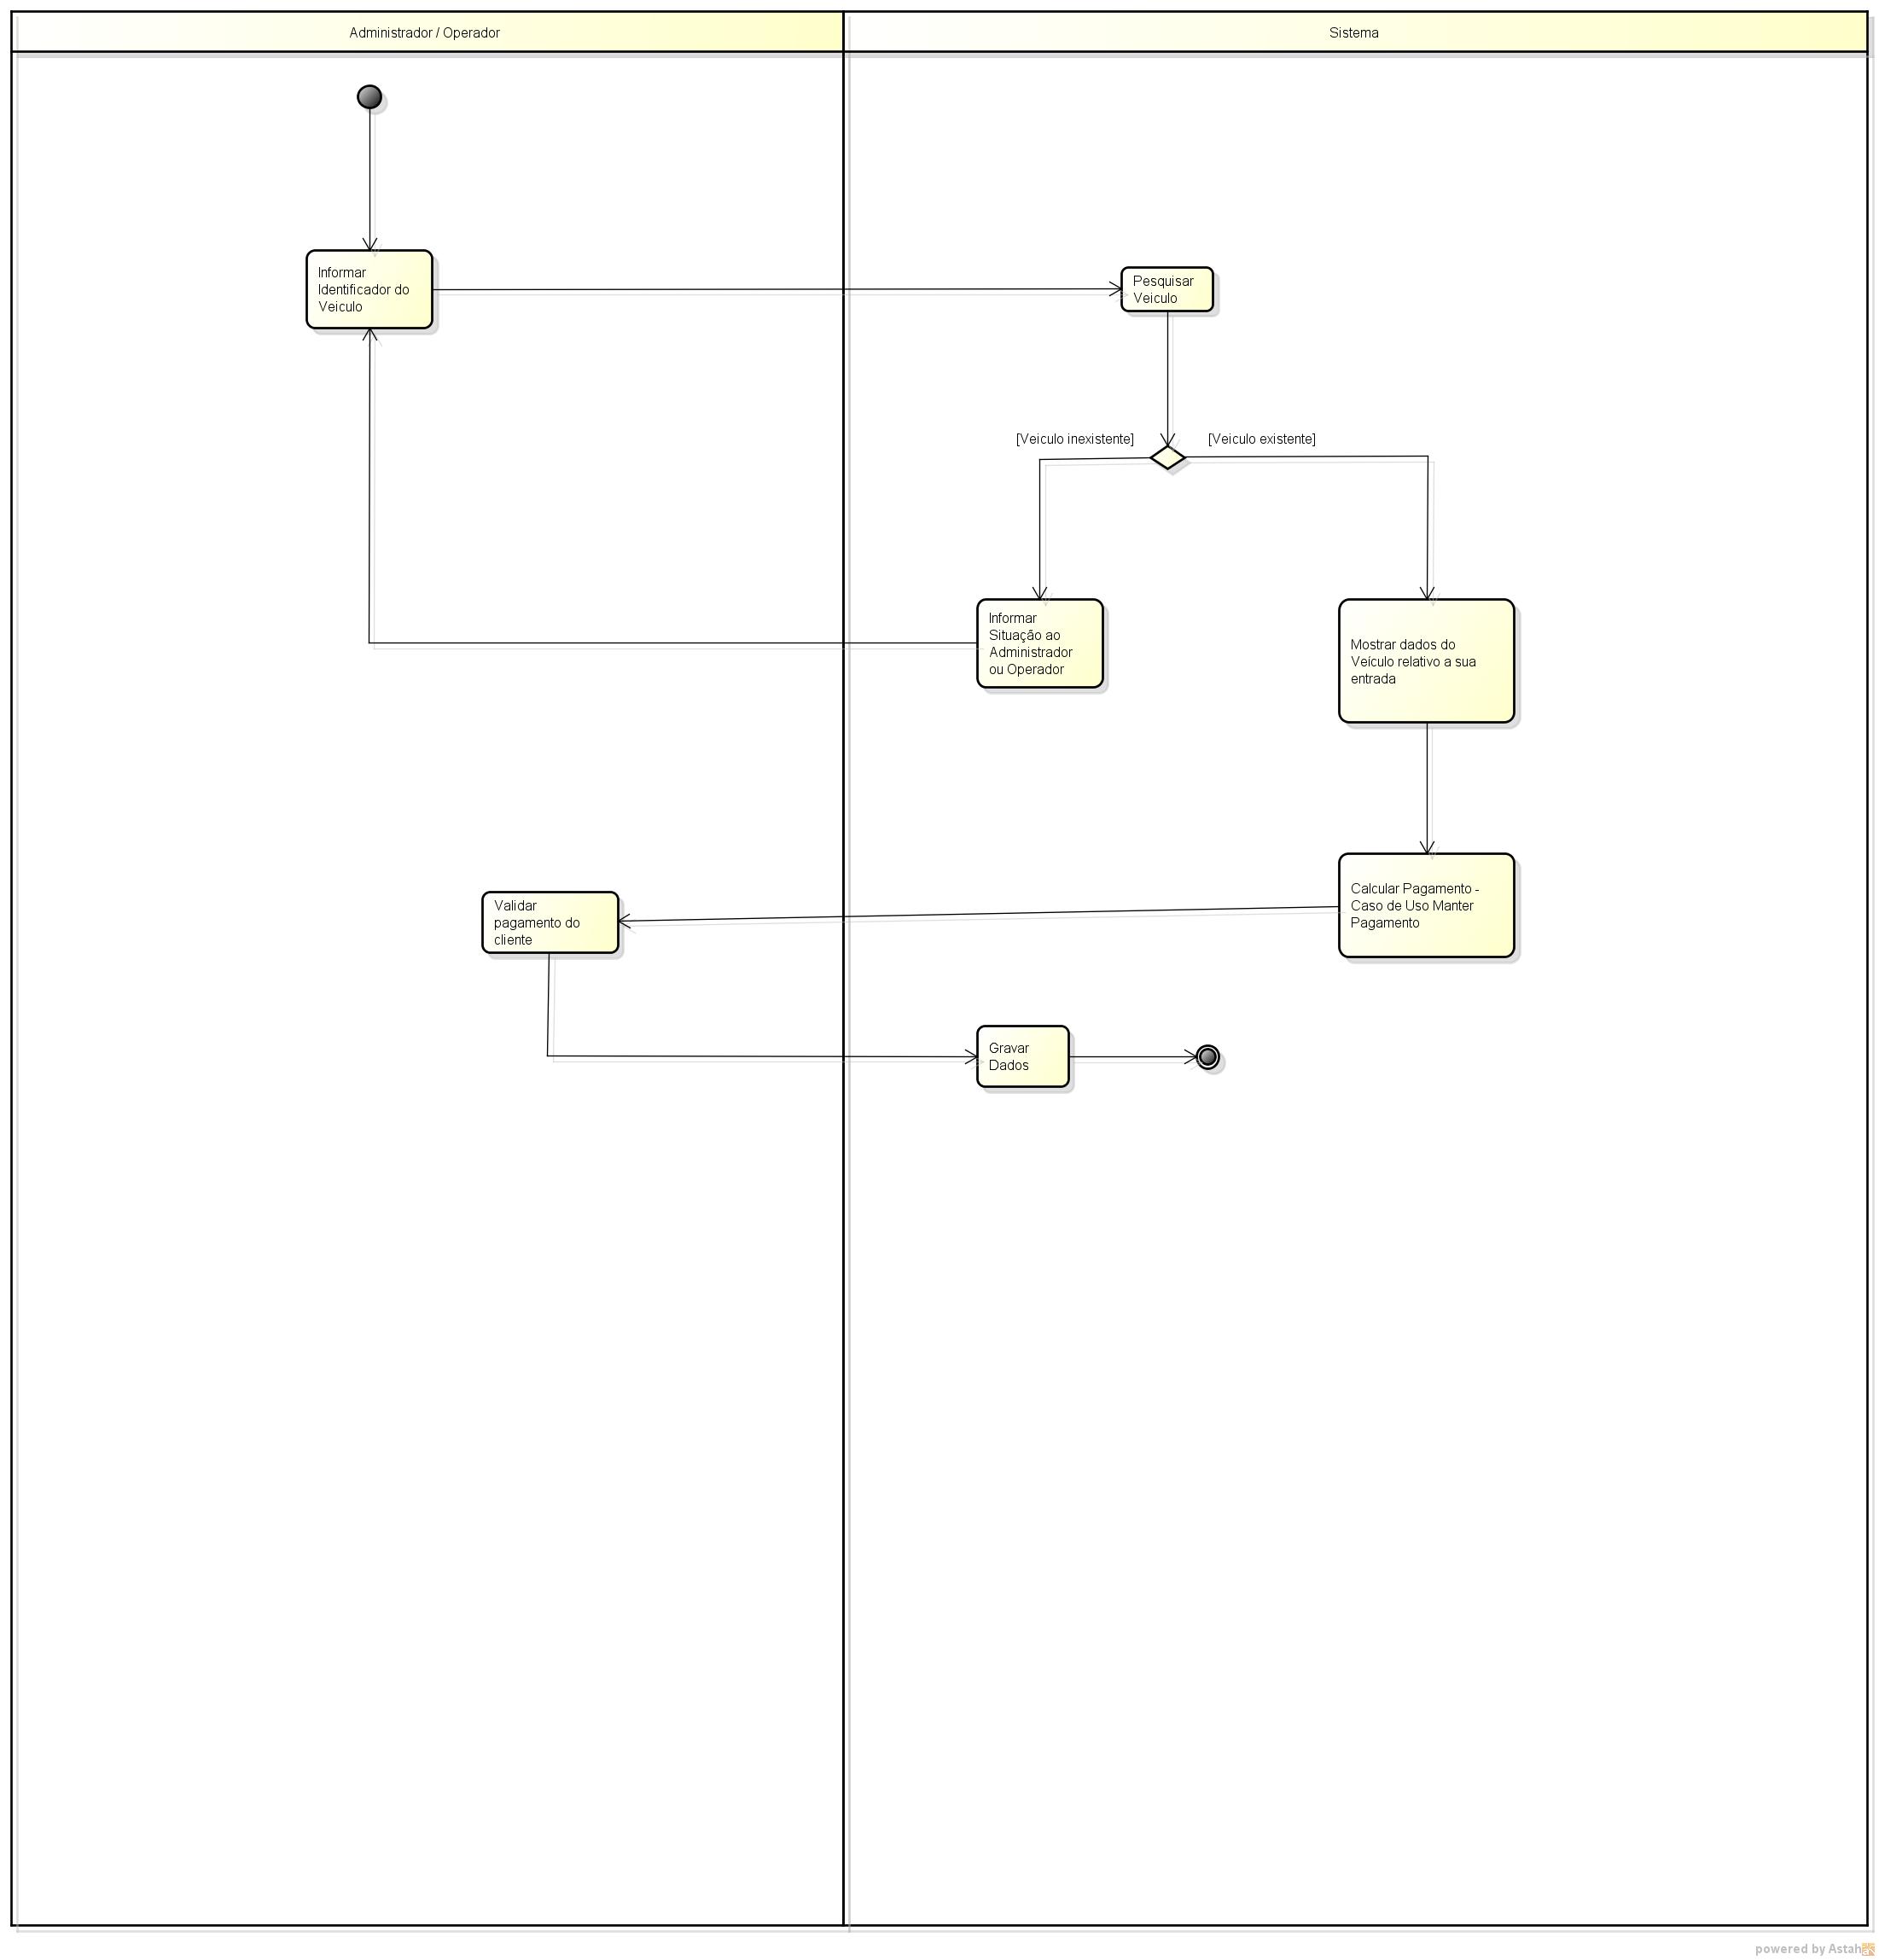 Administrador / Operador
Sistema
Informar
Identificador do
Veiculo
Pesquisar
Veiculo
[Veiculo inexistente]
[Veiculo existente]
Informar
Situação ao
Administrador
ou Operador
Mostrar dados do
Veículo relativo a sua
entrada
Calcular Pagamento -
Caso de Uso Manter
Pagamento
Validar
pagamento do
cliente
Gravar
Dados
powered by Astah